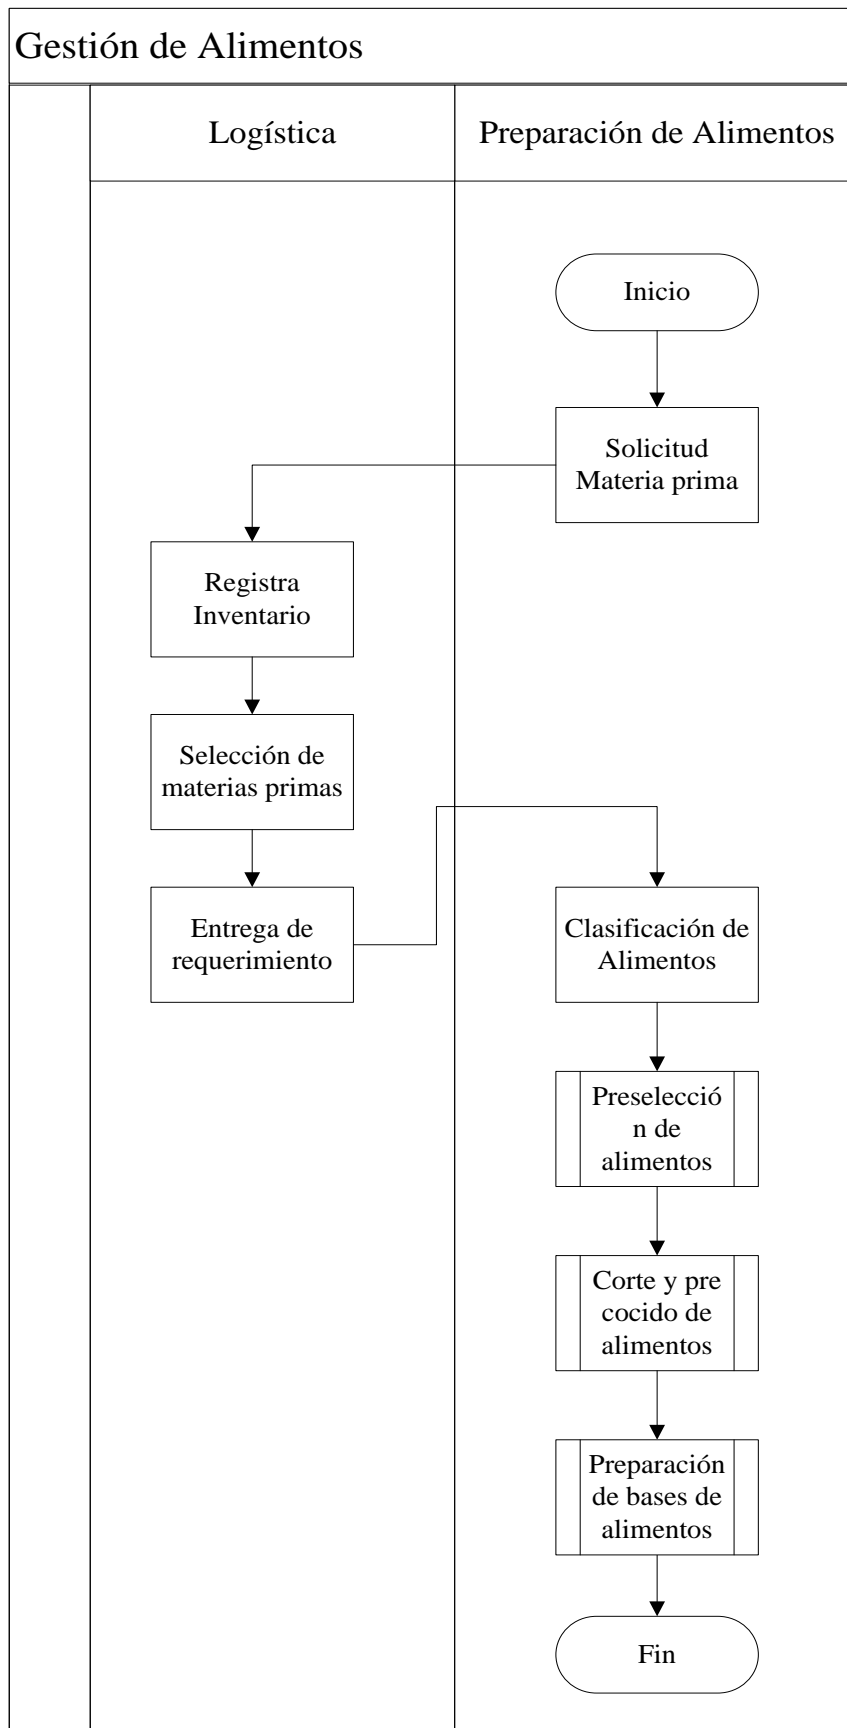 Gestión de Alimentos
Logística
Preparación de Alimentos
Inicio
Solicitud
Materia prima
Registra
Inventario
Selección de
materias primas
Entrega de
requerimiento
Clasificación de
Alimentos
Preselecció
n de
alimentos
Corte y pre
cocido de
alimentos
Preparación
de bases de
alimentos
Fin